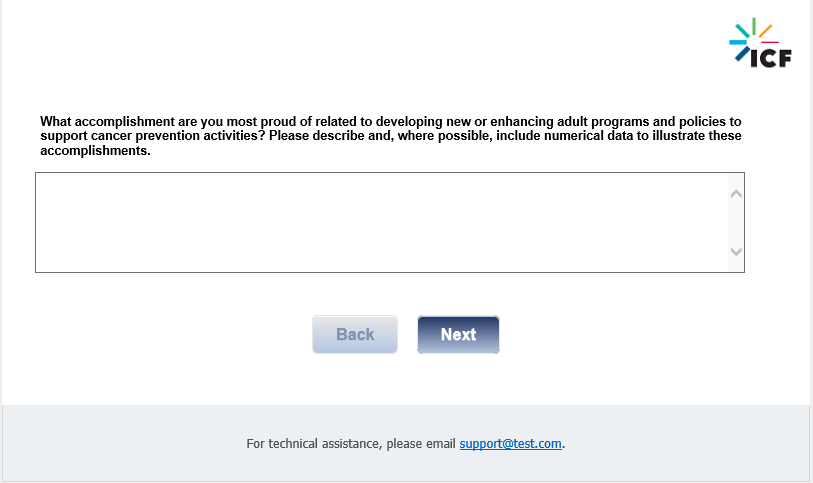 ICF
What accomplishment are you most proud of related to developing new or enhancing adult programs and policies to
support cancer prevention activities? Please describe and, where possible, include numerical data to illustrate these
accomplishments.
Back
Next
For technical assistance, please email support@test.com.